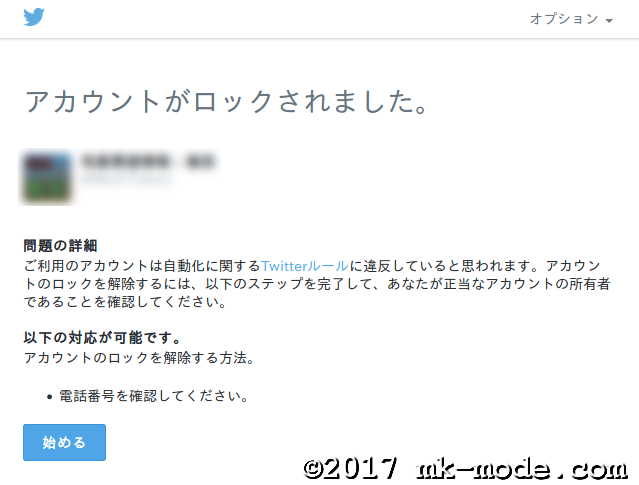 オプション
アカウントがロックされました。
問題の詳細
ご利用のアカウントは自動化に関するTwitterルールに違反していると思われます。アカウン
トのロックを解除するには、以下のステップを完了して、あなたが正当なアカウントの所有者
であることを確認してください。
以下の対応が可能です。
アカウントのロックを解除する方法。
• 電話番号を確認してください。
始める
©2017 mk-mode.com